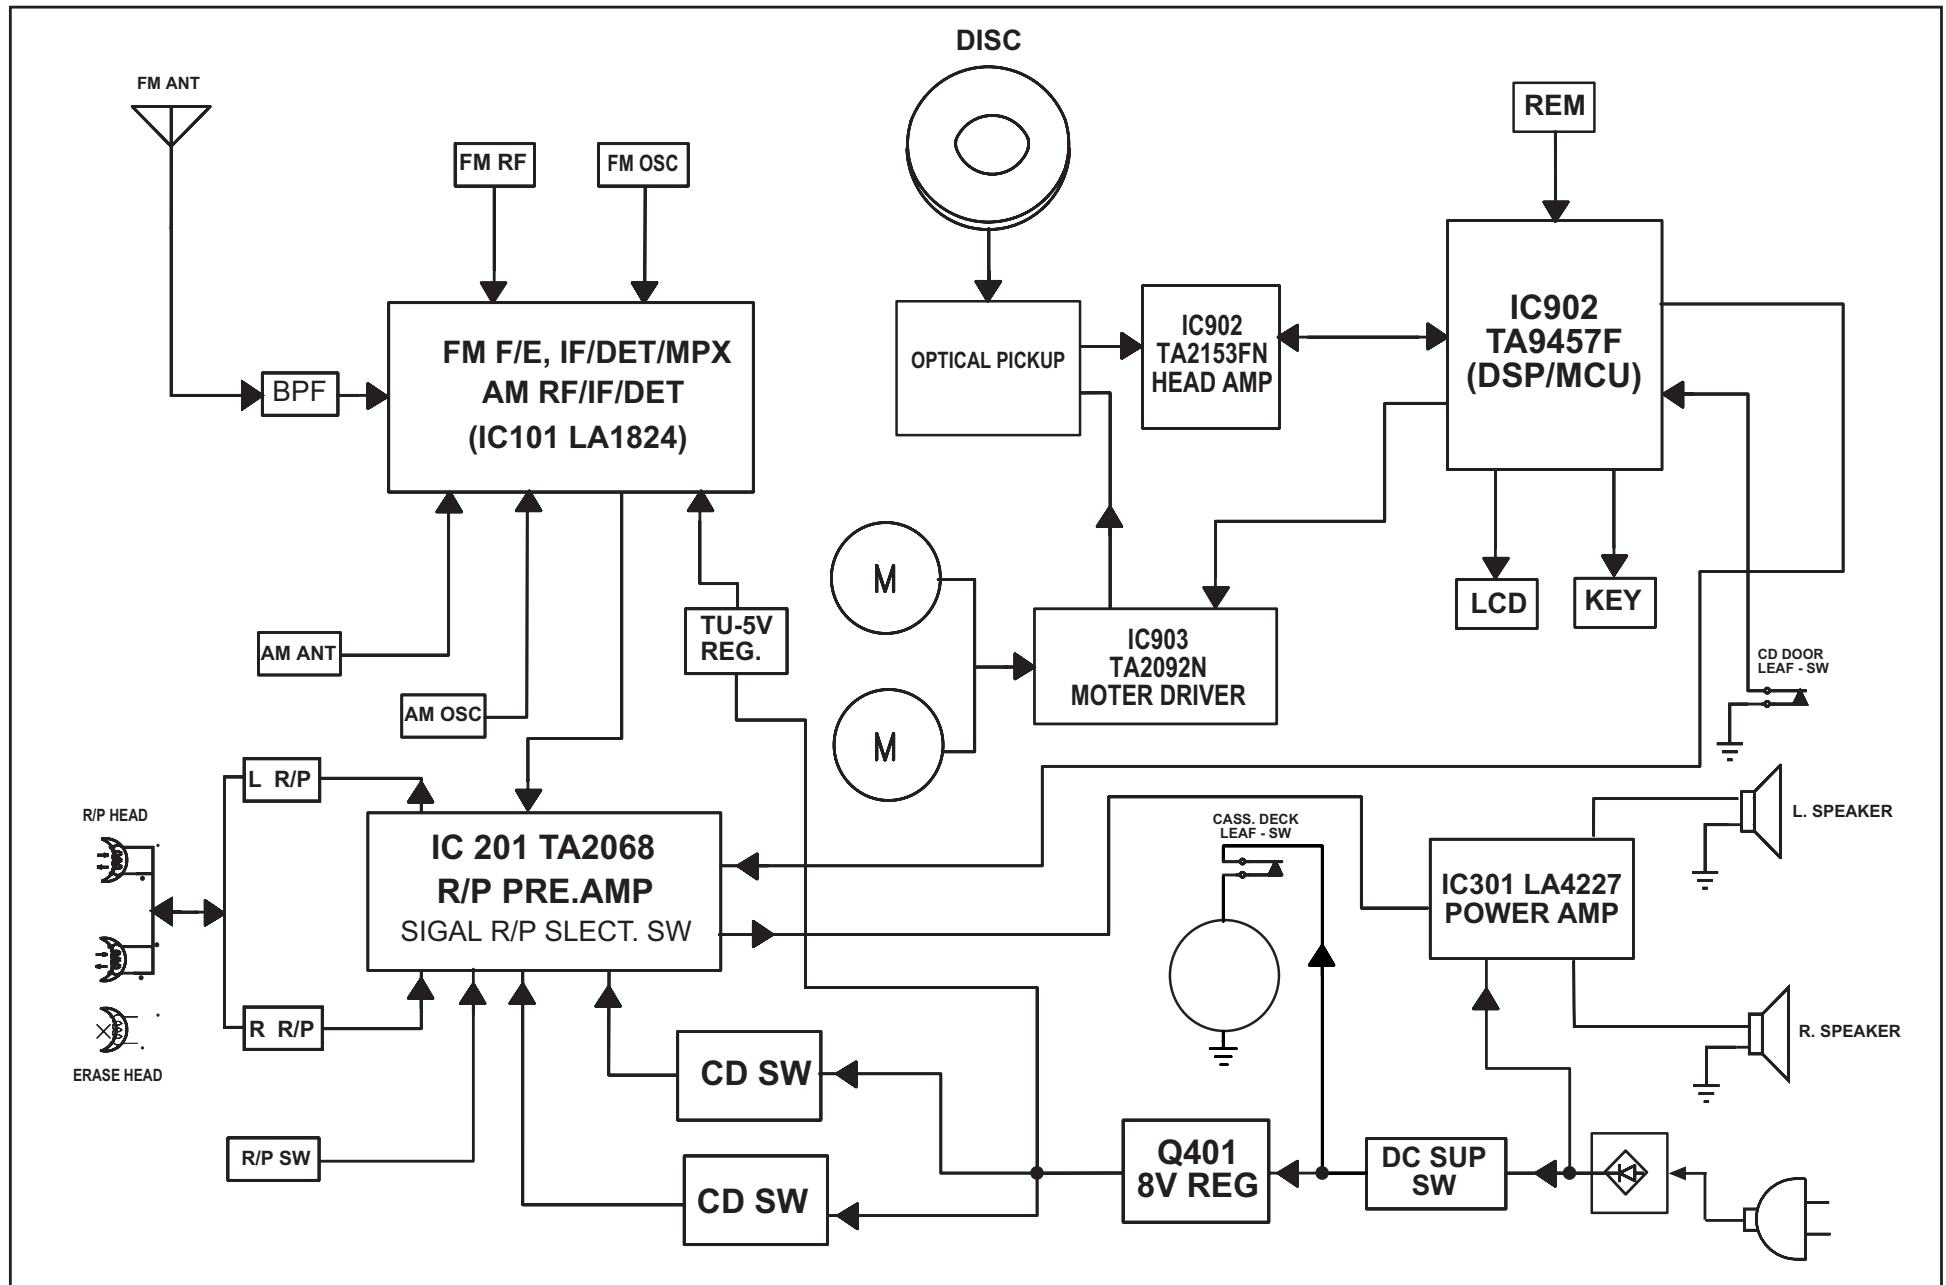 DISC
FM ANT
REM
FM RF
FM OSC
FM F/E, IF/DET/MPX
AM RF/IF/DET
(IC101 LA1824)
BPF
OPTICAL PICKUP
IC902
TA2153FN
HEAD AMP
IC902
TA9457F
(DSP/MCU)
LCD
KEY
M
M
TU-5V
REG.
AM ANT
AM OSC
IC903
TA2092N
MOTER DRIVER
CD DOOR
LEAF - SW
L R/P
R/P HEAD
IC 201 TA2068
R/P PRE.AMP
SIGAL R/P SLECT. SW
CASS. DECK
LEAF - SW
IC301 LA4227
POWER AMP
L. SPEAKER
R. SPEAKER
R R/P
ERASE HEAD
CD SW
R/P SW
CD SW
Q401
8V REG
DC SUP
SW